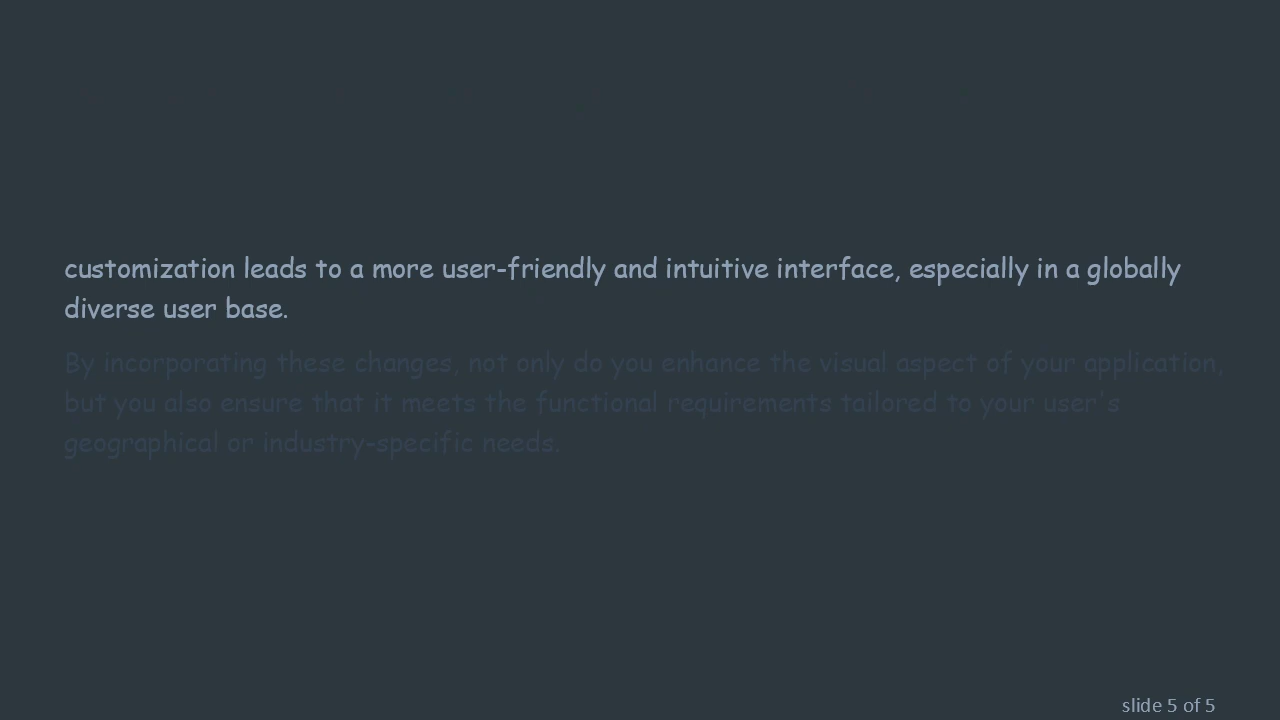 customization leads to a more user-friendly and intuitive interface, especially in a globally
diverse user base.
By incorporating these changes, not only do you enhance the visual aspect of your application,
but you also ensure that it meets the functional requirements tailored to your user's
geographical or industry-specific needs.
slide 5 of 5